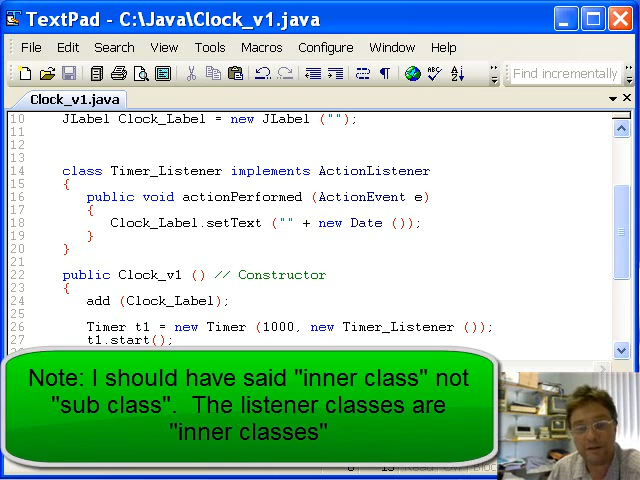 TextPad - C:\Java\Clock_v1.java
File Edit Search View Tools Macros Configure Window Help
Find incrementally
Clock_v1.java
10 JLabel Clock_Label = new JLabel ("");
11
12
13
14 class Timer_Listener implements ActionListener
15 {
16 public void actionPerformed (ActionEvent e)
17 {
18 Clock_Label.setText ("" + new Date ());
19 }
20 }
21
22 public Clock_v1 () // Constructor
23 {
24 add (Clock_Label);
25
26 Timer t1 = new Timer (1000, new Timer_Listener ());
27 t1.start();
Note: I should have said "inner class" not
"sub class". The listener classes are
"inner classes"